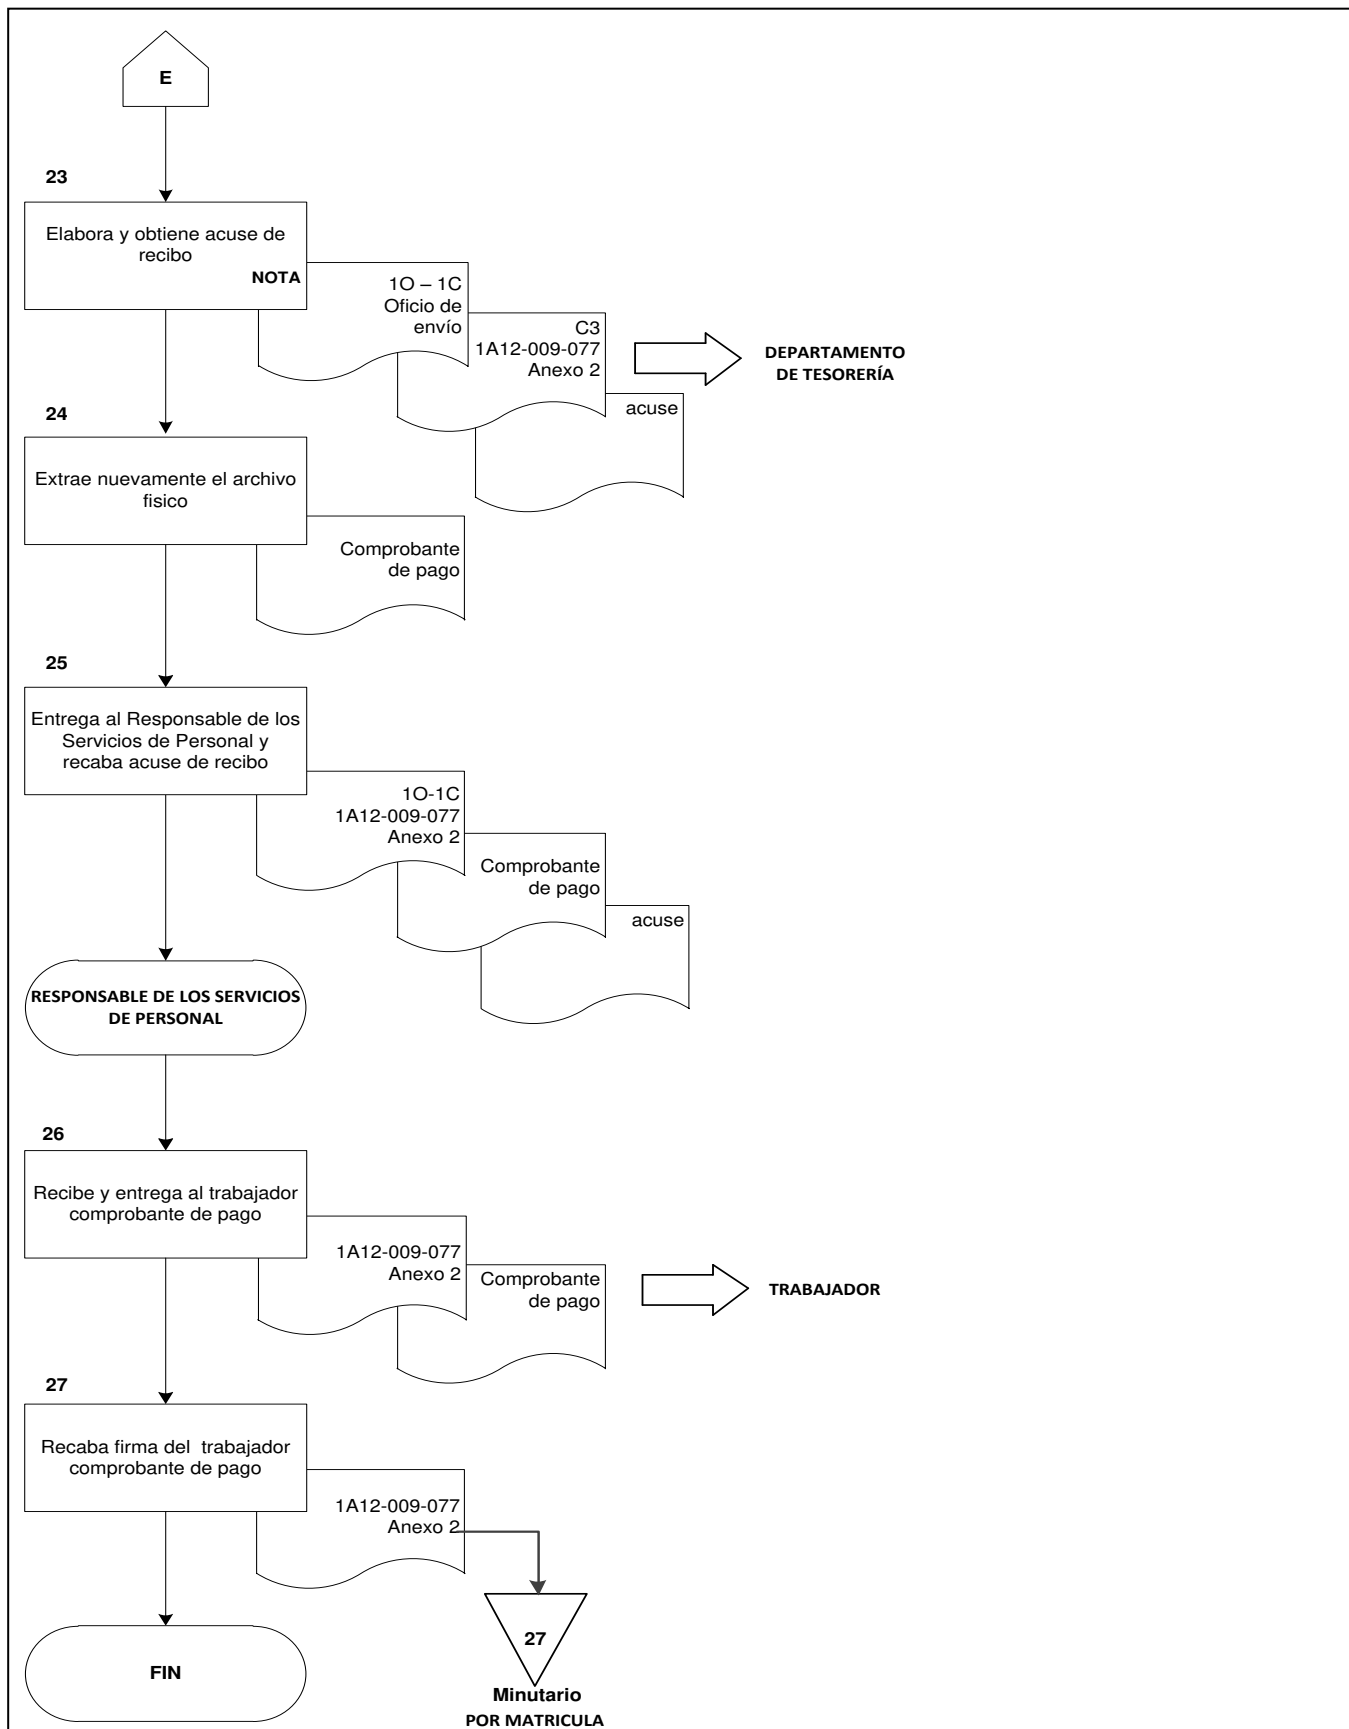 E
23
Elabora y obtiene acuse de
recibo
NOTA
1O – 1C
Oficio de
envío
C3
1A12-009-077
Anexo 2
DEPARTAMENTO
DE TESORERÍA
acuse
24
Extrae nuevamente el archivo
fisico
Comprobante
de pago
25
Entrega al Responsable de los
Servicios de Personal y
recaba acuse de recibo
1O-1C
1A12-009-077
Anexo 2
Comprobante
de pago
acuse
RESPONSABLE DE LOS SERVICIOS
DE PERSONAL
26
Recibe y entrega al trabajador
comprobante de pago
1A12-009-077
Anexo 2
Comprobante
de pago
TRABAJADOR
27
Recaba firma del  trabajador
comprobante de pago
1A12-009-077
Anexo 2
27
FIN
Minutario
POR MATRICULA